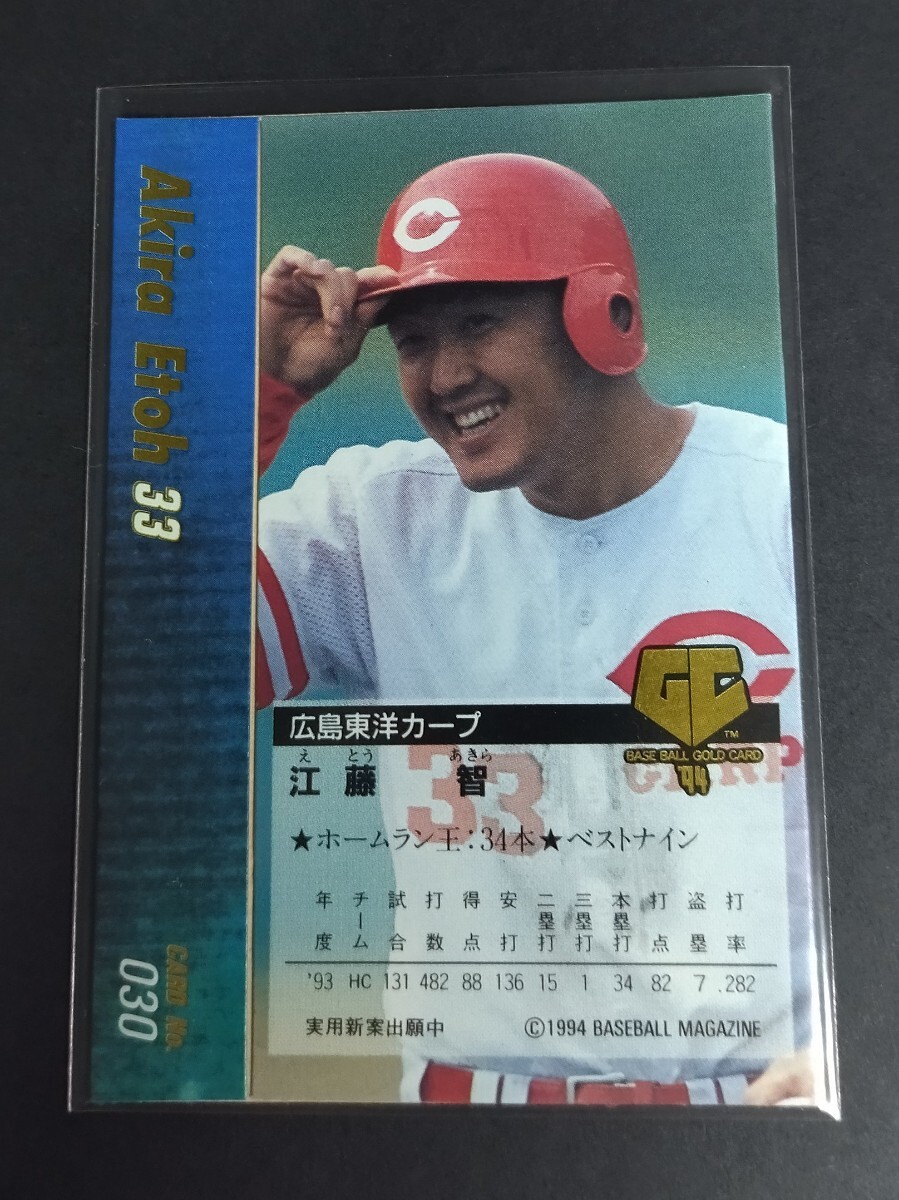 Akira Etoh 33
CARD No.
030
C
GC
TM
BASE BALL GOLD CARD
'94
広島東洋カープ
え とう あきら
江藤 智
33
CARP
★ホームラン王:34本★ベストナイン
年度 チーム 試合 打数 得点 安打 二塁打 三塁打 本塁打 打点 盗塁 打率
'93 HC 131 482 88 136 15 1 34 82 7 .282
実用新案出願中 ©1994 BASEBALL MAGAZINE